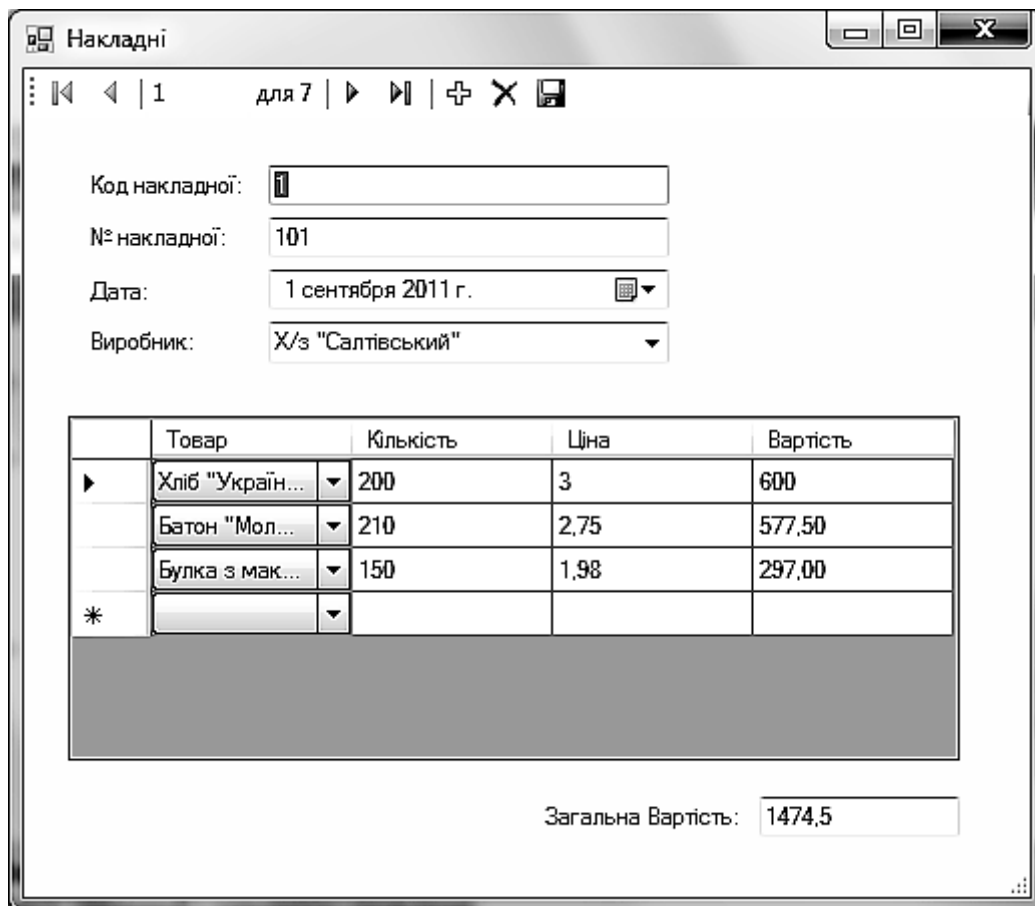 Накладні
1 для 7
Код накладної: 1
№ накладної: 101
Дата: 1 сентября 2011 г.
Виробник: Х/з "Салтівський"
Товар Кількість Ціна Вартість
Хліб "Україн... 200 3 600
Батон "Мол... 210 2,75 577,50
Булка з мак... 150 1,98 297,00
Загальна Вартість: 1474,5